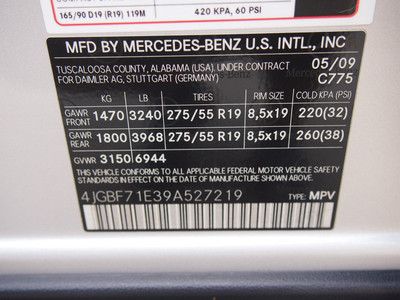 165/90 D19 (R19) 119M
420 KPA, 60 PSI
MFD BY MERCEDES-BENZ U.S. INTL., INC
TUSCALOOSA COUNTY, ALABAMA (USA) UNDER CONTRACT 05/09
FOR DAIMLER AG, STUTTGART (GERMANY) C775
KG LB TIRES RIM SIZE COLD KPA (PSI)
GAWR FRONT 1470 3240 275/55 R19 8,5x19 220(32)
GAWR REAR 1800 3968 275/55 R19 8,5x19 260(38)
GVWR 3150 6944
THIS VEHICLE CONFORMS TO ALL APPLICABLE FEDERAL MOTOR VEHICLE SAFETY
STANDARDS IN EFFECT ON THE DATE OF MANUFACTURE SHOWN ABOVE
4JGBF71E39A527219 TYPE: MPV